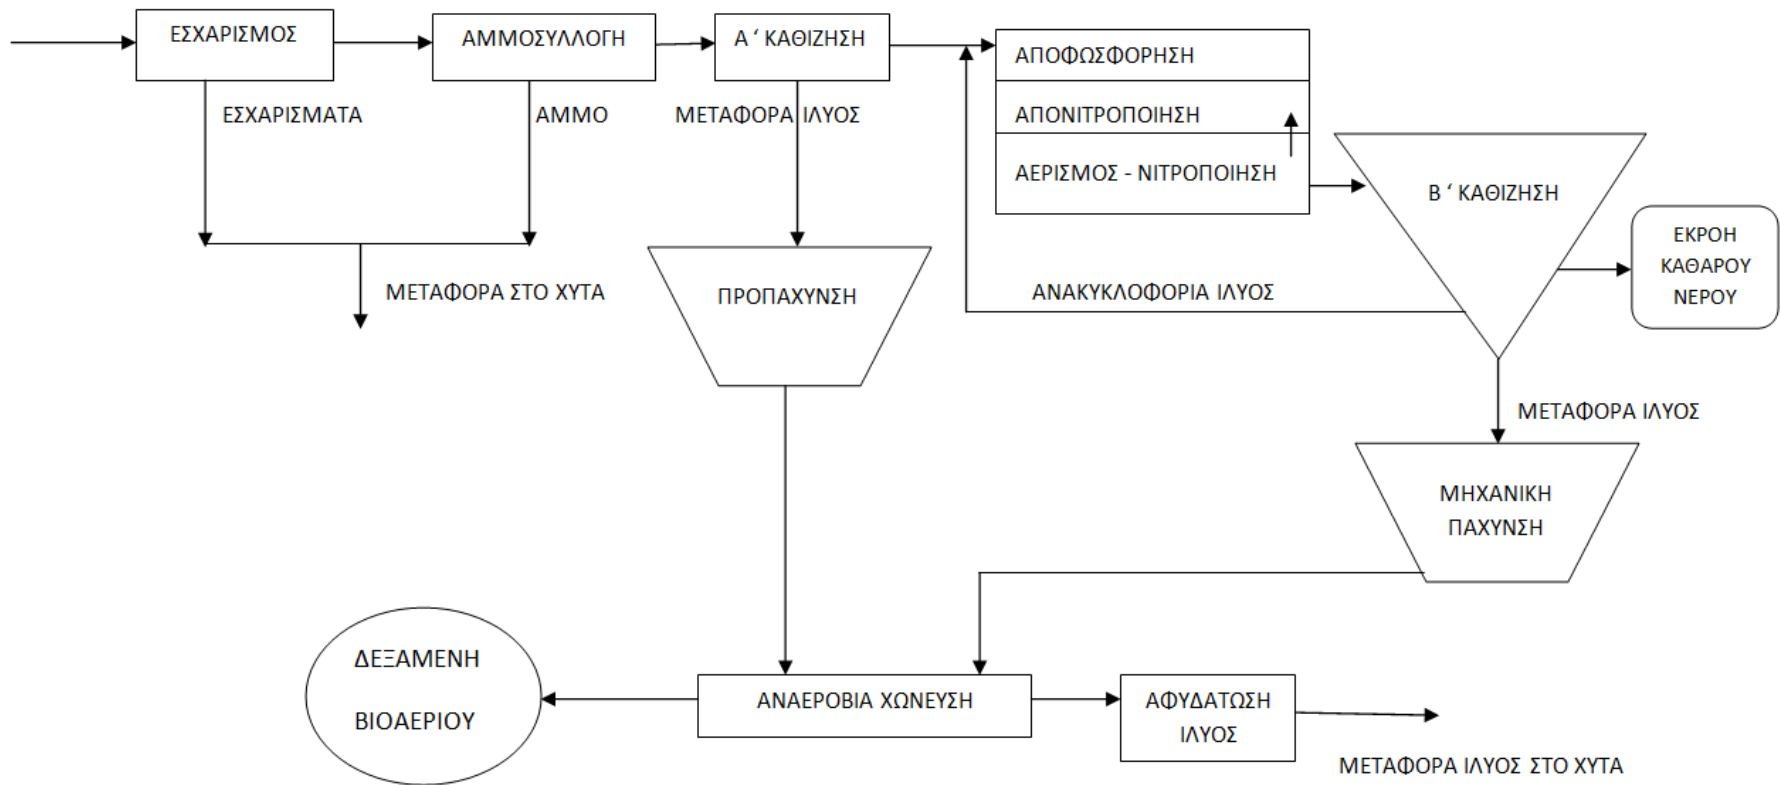 ΕΣΧΑΡΙΣΜΟΣ
ΑΜΜΟΣΥΛΛΟΓΗ
Α ‘ ΚΑΘΙΖΗΣΗ
ΑΠΟΦΩΣΦΟΡΗΣΗ
ΕΣΧΑΡΙΣΜΑΤΑ
ΑΜΜΟ
ΜΕΤΑΦΟΡΑ ΙΛΥΟΣ
ΑΠΟΝΙΤΡΟΠΟΙΗΣΗ
ΑΕΡΙΣΜΟΣ - ΝΙΤΡΟΠΟΙΗΣΗ
Β ‘ ΚΑΘΙΖΗΣΗ
ΕΚΡΟΗ
ΚΑΘΑΡΟΥ
ΝΕΡΟΥ
ΜΕΤΑΦΟΡΑ ΣΤΟ ΧΥΤΑ
ΠΡΟΠΑΧΥΝΣΗ
ΑΝΑΚΥΚΛΟΦΟΡΙΑ ΙΛΥΟΣ
ΜΕΤΑΦΟΡΑ ΙΛΥΟΣ
ΜΗΧΑΝΙΚΗ
ΠΑΧΥΝΣΗ
ΔΕΞΑΜΕΝΗ
ΒΙΟΑΕΡΙΟΥ
ΑΝΑΕΡΟΒΙΑ ΧΩΝΕΥΣΗ
ΑΦΥΔΑΤΩΣΗ
ΙΛΥΟΣ
ΜΕΤΑΦΟΡΑ ΙΛΥΟΣ ΣΤΟ ΧΥΤΑ